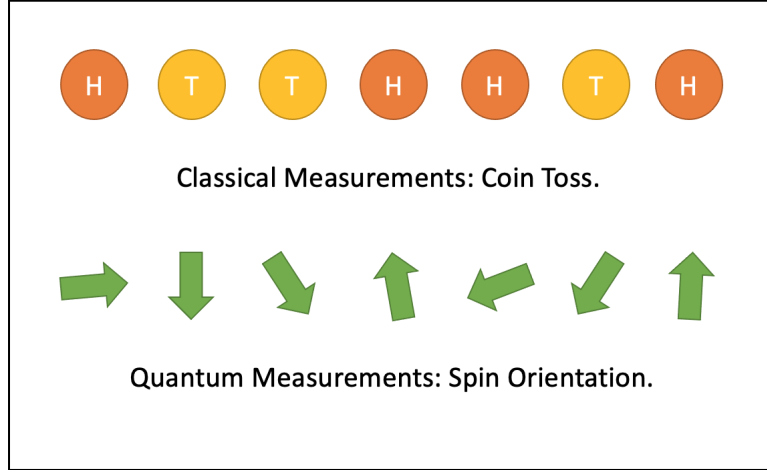 H T T H H T H
Classical Measurements: Coin Toss.
Quantum Measurements: Spin Orientation.